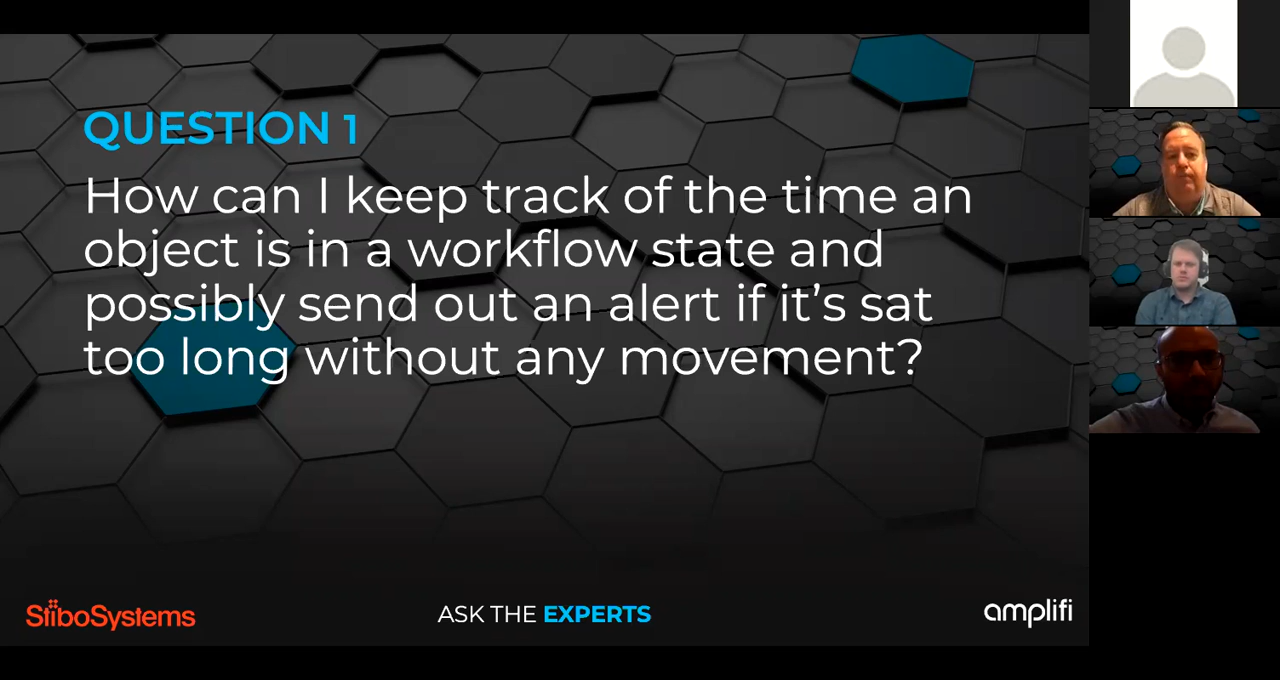 QUESTION 1
How can I keep track of the time an
object is in a workflow state and
possibly send out an alert if it’s sat
too long without any movement?
StiboSystems
ASK THE EXPERTS
amplifi